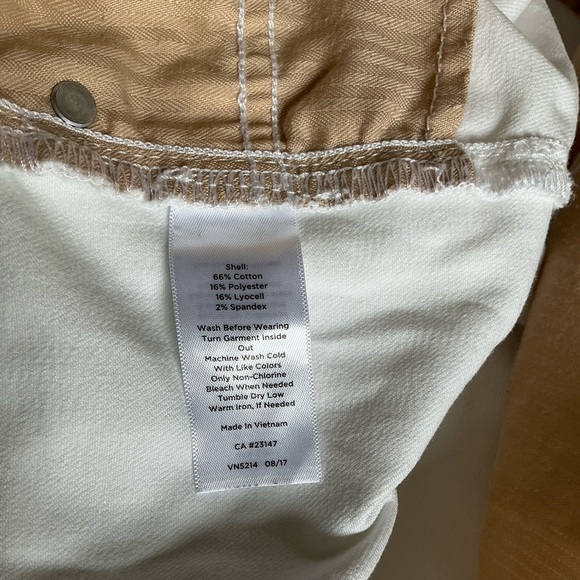 Shell:
66% Cotton
16% Polyester
16% Lyocell
2% Spandex
Wash Before Wearing
Turn Garment Inside
Out
Machine Wash Cold
With Like Colors
Only Non-Chlorine
Bleach When Needed
Tumble Dry Low
Warm Iron, If Needed
Made In Vietnam
CA #23147
VN5214 08/17